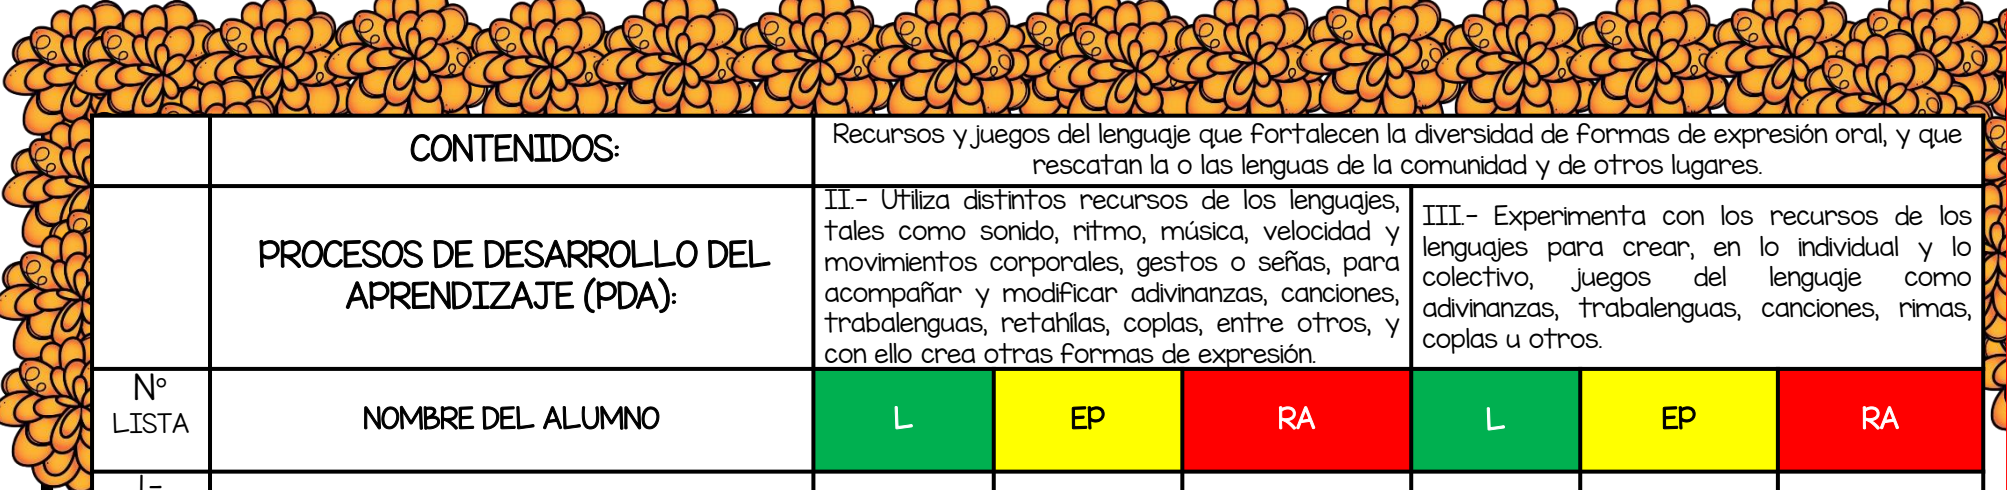 CONTENIDOS:
Recursos y juegos del lenguaje que fortalecen la diversidad de formas de expresión oral, y que
rescatan la o las lenguas de la comunidad y de otros lugares.
PROCESOS DE DESARROLLO DEL
APRENDIZAJE (PDA):
II.- Utiliza distintos recursos de los lenguajes,
tales como sonido, ritmo, música, velocidad y
movimientos corporales, gestos o señas, para
acompañar y modificar adivinanzas, canciones,
trabalenguas, retahílas, coplas, entre otros, y
con ello crea otras formas de expresión.
III.- Experimenta con los recursos de los
lenguajes para crear, en lo individual y lo
colectivo, juegos del lenguaje como
adivinanzas, trabalenguas, canciones, rimas,
coplas u otros.
N°
LISTA
NOMBRE DEL ALUMNO
L
EP
RA
L
EP
RA
1-